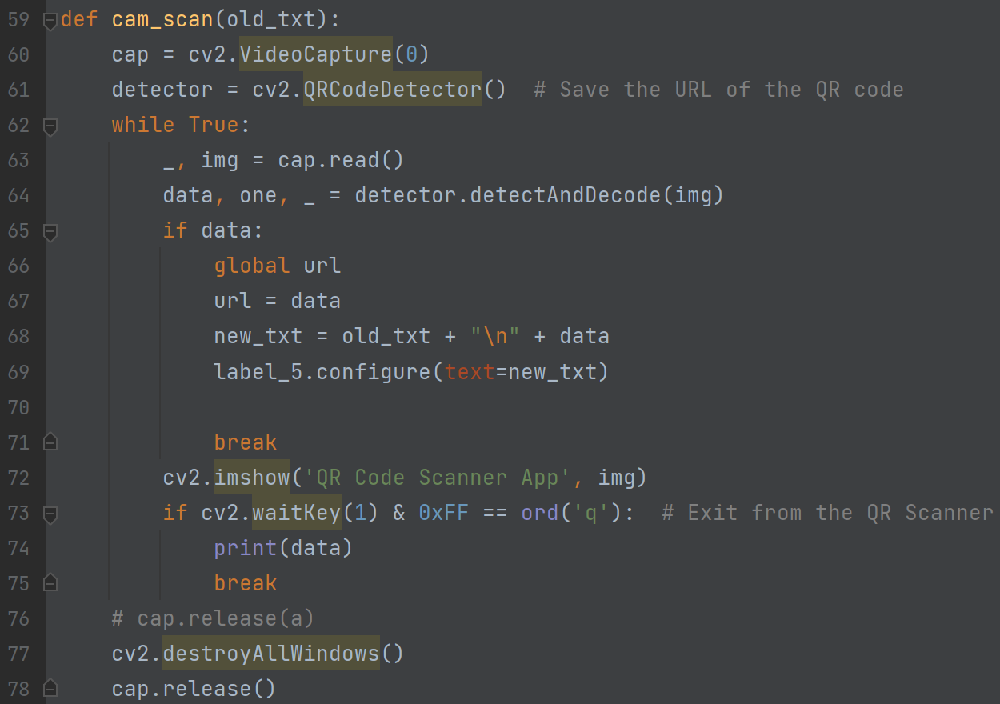 59 def cam_scan(old_txt):
60     cap = cv2.VideoCapture(0)
61     detector = cv2.QRCodeDetector()  # Save the URL of the QR code
62     while True:
63         _, img = cap.read()
64         data, one, _ = detector.detectAndDecode(img)
65         if data:
66             global url
67             url = data
68             new_txt = old_txt + "\n" + data
69             label_5.configure(text=new_txt)
70
71             break
72         cv2.imshow('QR Code Scanner App', img)
73         if cv2.waitKey(1) & 0xFF == ord('q'):  # Exit from the QR Scanner
74             print(data)
75             break
76     # cap.release(a)
77     cv2.destroyAllWindows()
78     cap.release()